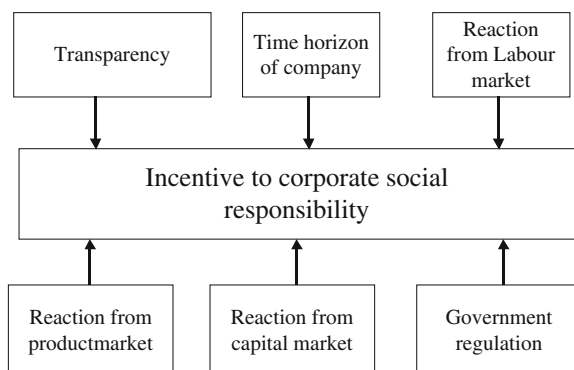 Transparency
Time horizon
of company
Reaction
from Labour
market
Incentive to corporate social
responsibility
Reaction from
productmarket
Reaction from
capital market
Government
regulation